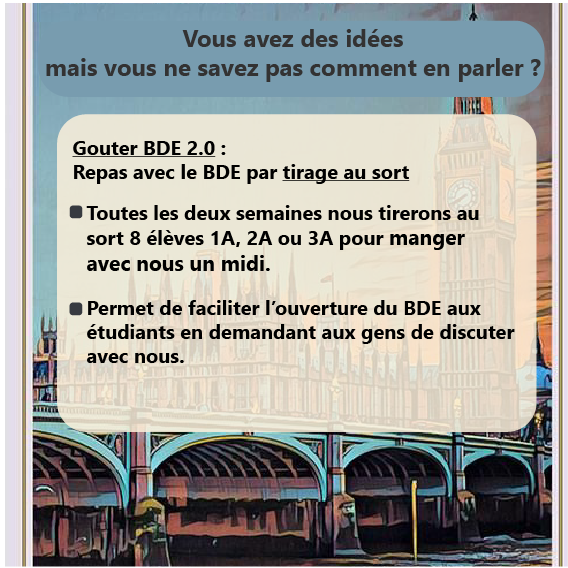 Vous avez des idées
mais vous ne savez pas comment en parler ?
Gouter BDE 2.0 :
Repas avec le BDE par tirage au sort
Toutes les deux semaines nous tirerons au
sort 8 élèves 1A, 2A ou 3A pour manger
avec nous un midi.
Permet de faciliter l’ouverture du BDE aux
étudiants en demandant aux gens de discuter
avec nous.